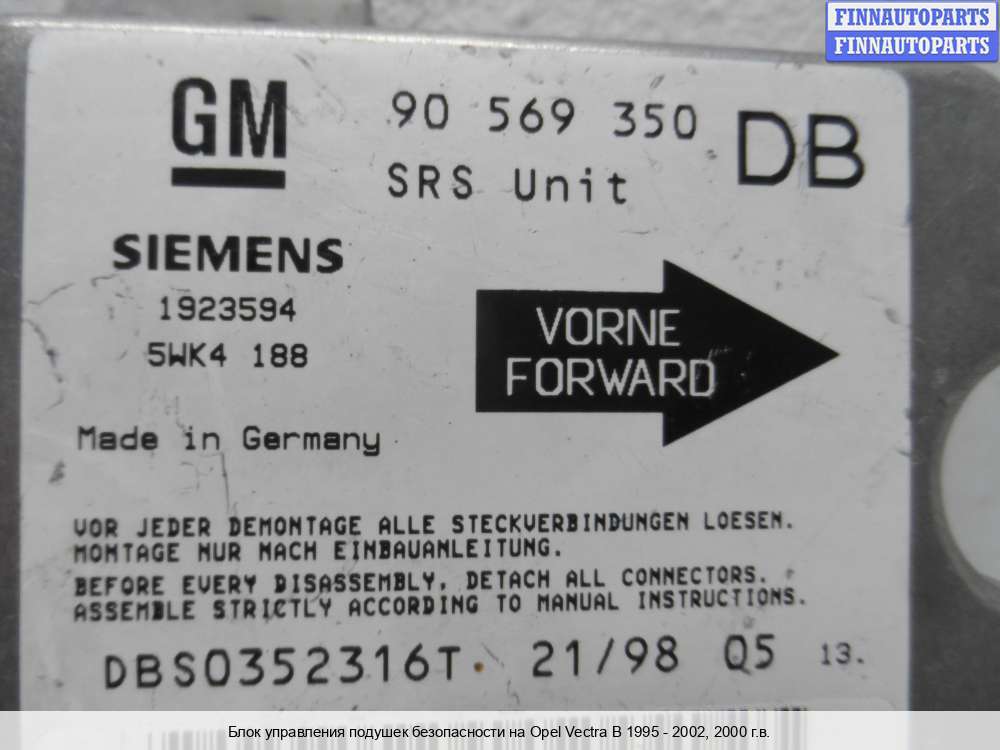 FINNAUTOPARTS
FINNAUTOPARTS
GM
90 569 350
DB
SRS Unit
SIEMENS
1923594
5WK4 188
VORNE
FORWARD
Made in Germany
VOR JEDER DEMONTAGE ALLE STECKVERBINDUNGEN LOESEN.
MONTAGE NUR NACH EINBAUANLEITUNG.
BEFORE EVERY DISASSEMBLY, DETACH ALL CONNECTORS.
ASSEMBLE STRICTLY ACCORDING TO MANUAL INSTRUCTIONS.
DBS0352316T. 21/98 Q5 13.
Блок управления подушек безопасности на Opel Vectra B 1995 - 2002, 2000 г.в.